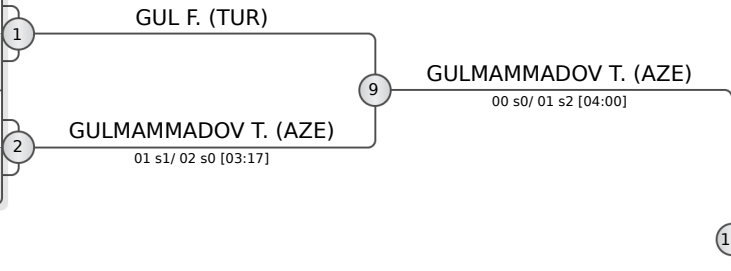 GUL F. (TUR)
1
GULMAMMADOV T. (AZE)
9
00 s0/ 01 s2 [04:00]
GULMAMMADOV T. (AZE)
2
01 s1/ 02 s0 [03:17]